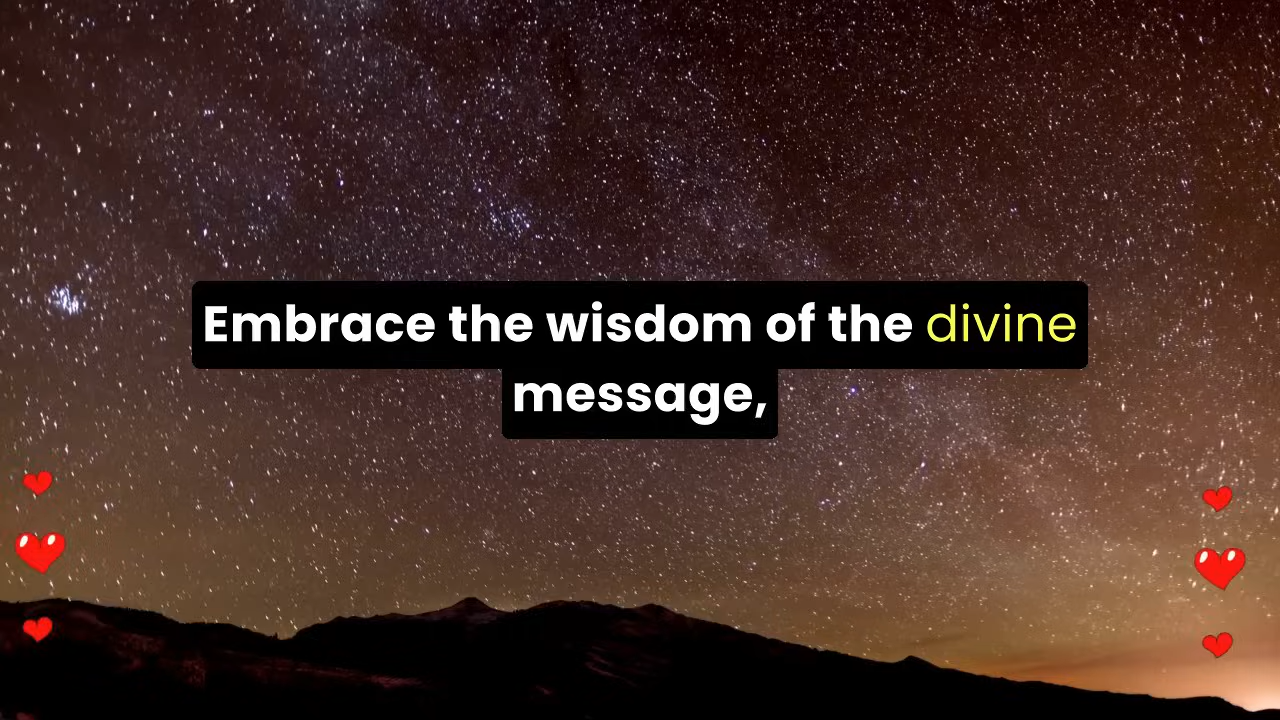 Embrace the wisdom of the divine
message,